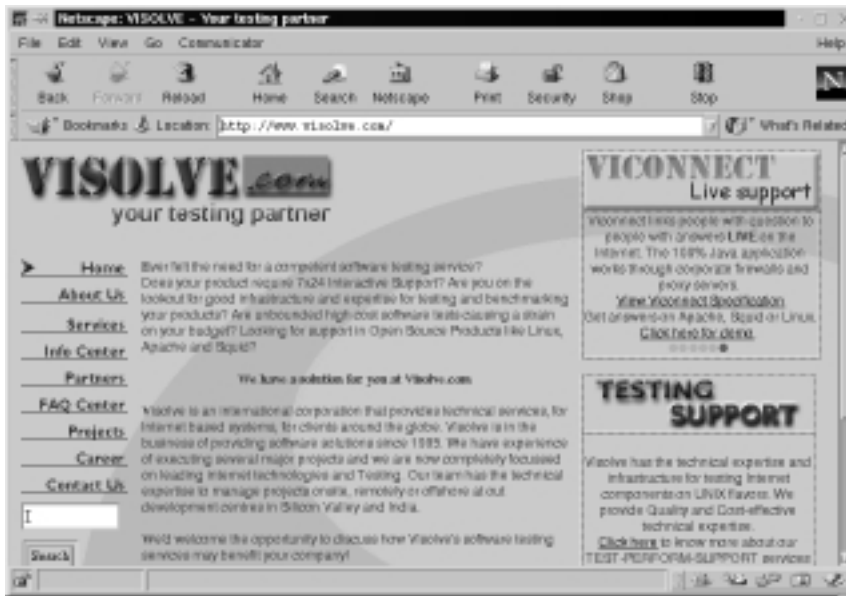 Netscape: VISOLVE - Your testing partner
File Edit View Go Communicator Help
Back Forward Reload Home Search Netscape Print Security Shop Stop
Bookmarks Location: http://www.visolve.com/ What's Related
VISOLVE.com
your testing partner
Home
About Us
Services
Info Center
Partners
FAQ Center
Projects
Career
Contact Us
Search
Ever felt the need for a competent software testing service?
Does your product require 7x24 Interactive Support? Are you on the
lookout for good infrastructure and expertise for testing and benchmarking
your products? Are unbounded high cost software tests causing a strain
on your budget? Looking for support in Open Source Products like Linux,
Apache and Squid?
We have a solution for you at Visolve.com
Visolve is an international corporation that provides technical services, for
Internet based systems, for clients around the globe. Visolve is in the
business of providing software solutions since 1995. We have experience
of executing several major projects and we are now completely focussed
on leading Internet technologies and Testing. Our team has the technical
expertise to manage projects onsite, remotely or offshore at out
development centres in Silicon Valley and India.
We'd welcome the opportunity to discuss how Visolve's software testing
services may benefit your company!
VICONNECT
Live support
Viconnect links people with question to
people with answers LIVE on the
Internet. The 100% Java application
works through corporate firewalls and
proxy servers.
View Viconnect Specification
Get answers on Apache, Squid or Linux.
Click here for demo.
TESTING
SUPPORT
Visolve has the technical expertise and
infrastructure for testing Internet
components on UNIX flavors. We
provide Quality and Cost-effective
technical expertise.
Click here to know more about our
TEST-PERFORM-SUPPORT services